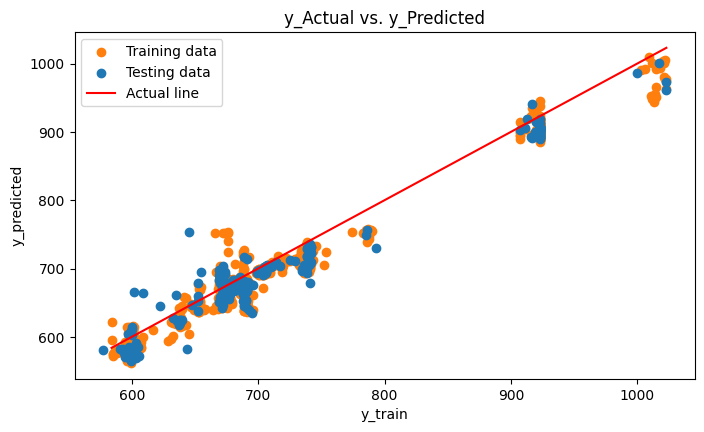 y_Actual vs. y_Predicted
Training data
Testing data
Actual line
y_predicted
1000
900
800
700
600
600 700 800 900 1000
y_train